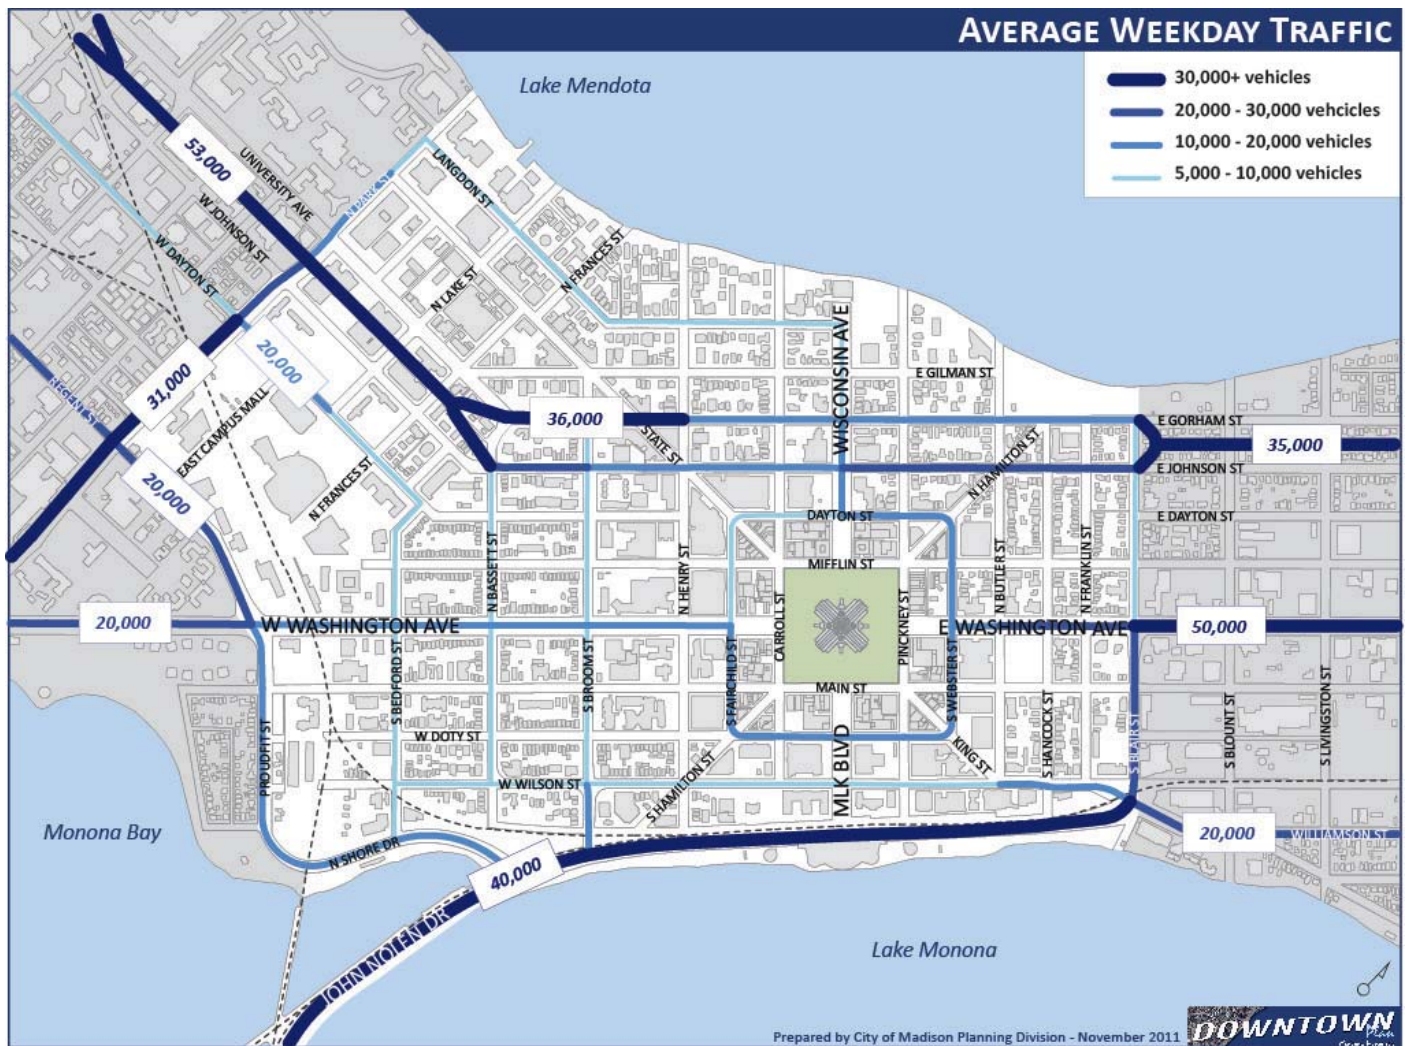 AVERAGE WEEKDAY TRAFFIC
30,000+ vehicles
20,000 - 30,000 vehcicles
10,000 - 20,000 vehicles
5,000 - 10,000 vehicles
Lake Mendota
53,000
UNIVERSITY AVE
W JOHNSON ST
N PARK ST
LANGDON ST
W DAYTON ST
N LAKE ST
N FRANCES ST
WISCONSIN AVE
E GILMAN ST
20,000
31,000
REGENT ST
EAST CAMPUS MALL
36,000
STATE ST
N HAMILTON ST
E GORHAM ST
35,000
E JOHNSON ST
20,000
N FRANCES ST
DAYTON ST
E DAYTON ST
N BASSETT ST
N HENRY ST
MIFFLIN ST
N BUTLER ST
N FRANKLIN ST
20,000
W WASHINGTON AVE
CARROLL ST
PINCKNEY ST
E WASHINGTON AVE
50,000
S BEDFORD ST
S BROOM ST
S FAIRCHILD ST
MAIN ST
S WEBSTER ST
S HANCOCK ST
S BLAIR ST
S BLOUNT ST
S LIVINGSTON ST
PROUDFIT ST
W DOTY ST
MLK BLVD
KING ST
W WILSON ST
S HAMILTON ST
Monona Bay
N SHORE DR
20,000
WILLIAMSON ST
40,000
JOHN NOLEN DR
Lake Monona
Prepared by City of Madison Planning Division - November 2011
DOWNTOWN
Plan